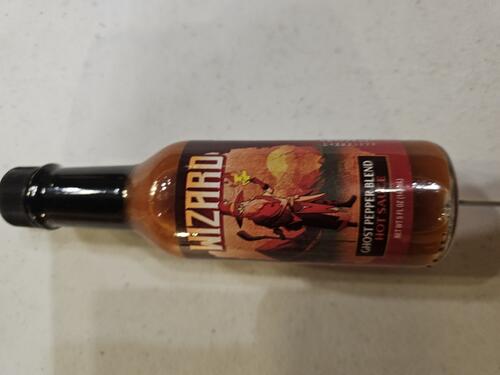 WIZARD
GHOST PEPPER BLEND
HOT SAUCE